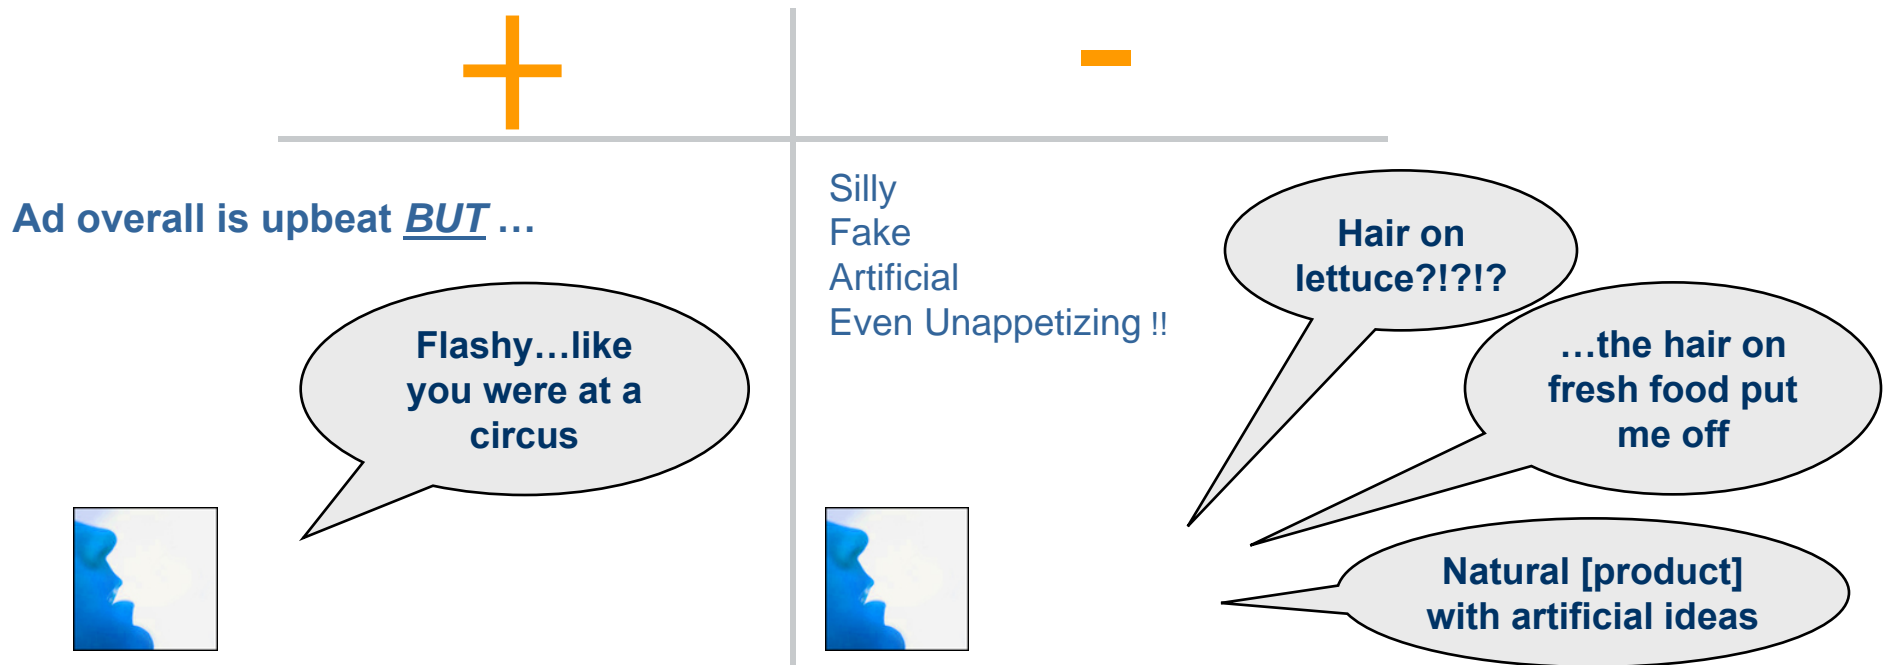 +
-
Ad overall is upbeat BUT …
Flashy…like
you were at a
circus
Silly
Fake
Artificial
Even Unappetizing !!
Hair on
lettuce?!?!?
…the hair on
fresh food put
me off
Natural [product]
with artificial ideas